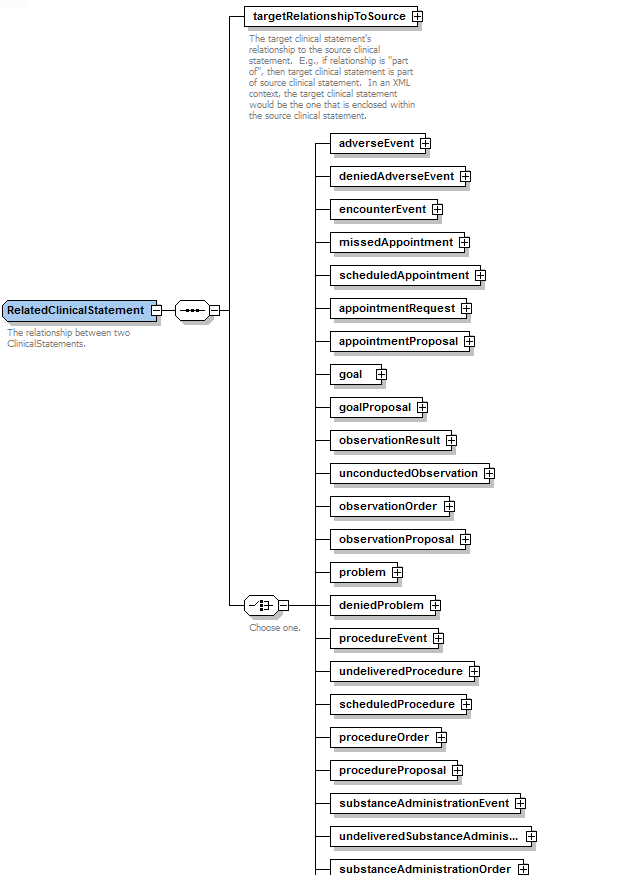 targetRelationshipToSource
The target clinical statement's
relationship to the source clinical
statement.  E.g., if relationship is "part
of", then target clinical statement is part
of source clinical statement.  In an XML
context, the target clinical statement
would be the one that is enclosed within
the source clinical statement.
RelatedClinicalStatement
The relationship between two
ClinicalStatements.
Choose one.
adverseEvent
deniedAdverseEvent
encounterEvent
missedAppointment
scheduledAppointment
appointmentRequest
appointmentProposal
goal
goalProposal
observationResult
unconductedObservation
observationOrder
observationProposal
problem
deniedProblem
procedureEvent
undeliveredProcedure
scheduledProcedure
procedureOrder
procedureProposal
substanceAdministrationEvent
undeliveredSubstanceAdminis...
substanceAdministrationOrder